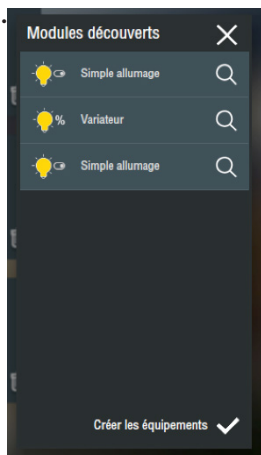 Modules découverts
Simple allumage
% Variateur
Simple allumage
Créer les équipements